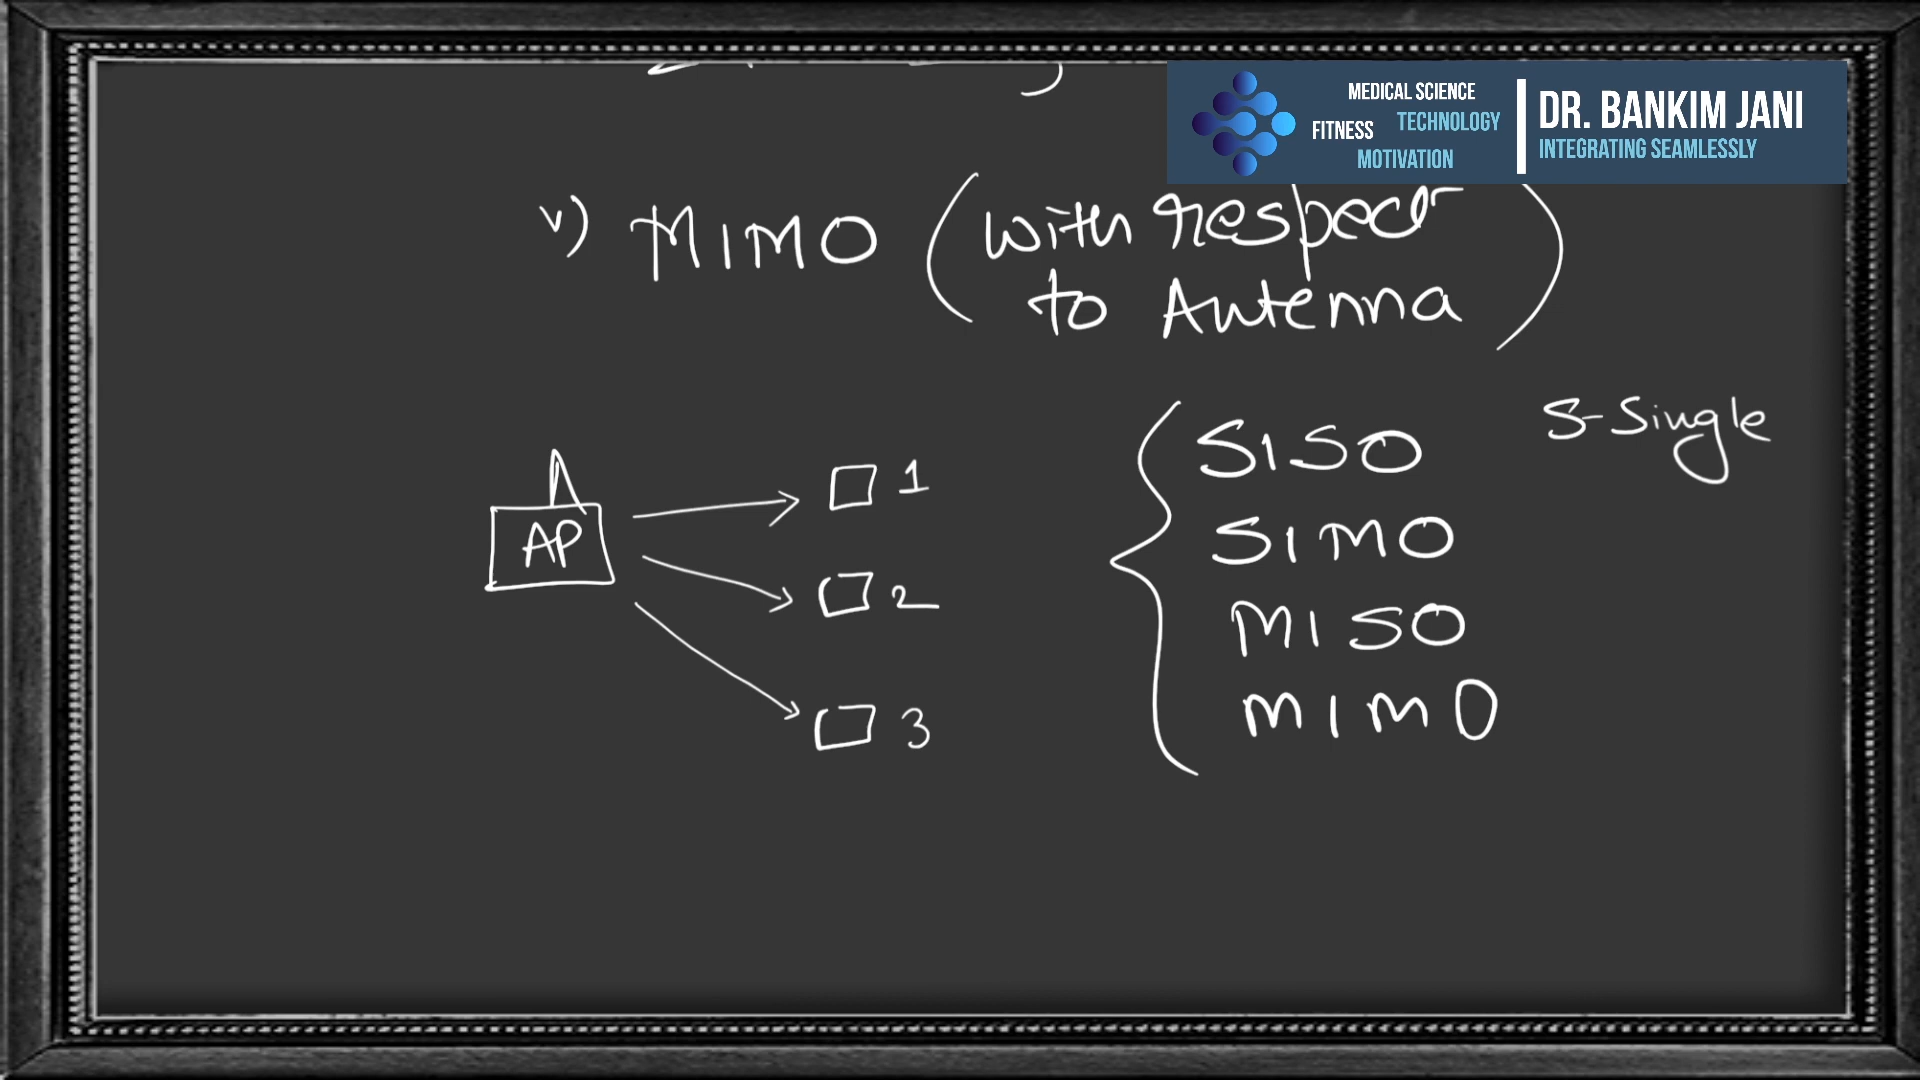 MEDICAL SCIENCE
FITNESS TECHNOLOGY
MOTIVATION
DR. BANKIM JANI
INTEGRATING SEAMLESSLY
v) MIMO (with respect
to Antenna)
AP
1
2
3
SISO
SIMO
MISO
MIMO
S-Single